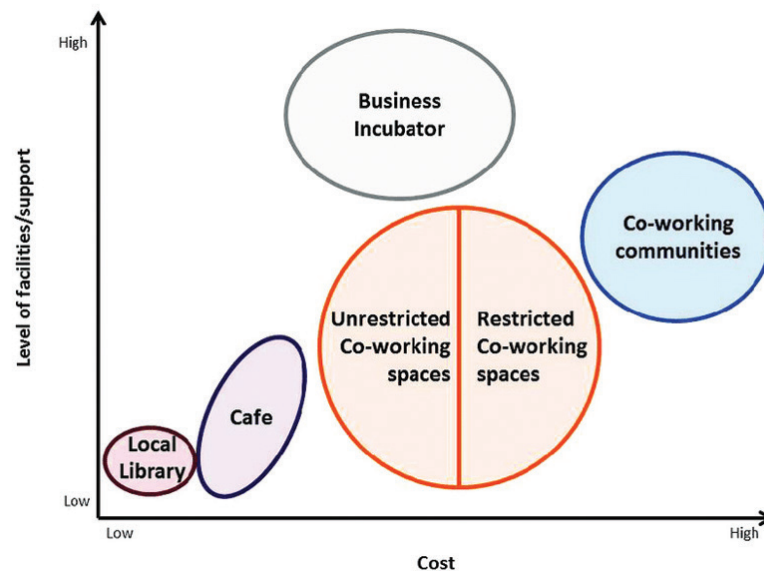 High
Business
Incubator
Level of facilities/support
Co-working
communities
Unrestricted
Co-working
spaces
Restricted
Co-working
spaces
Cafe
Local
Library
Low
Low
High
Cost